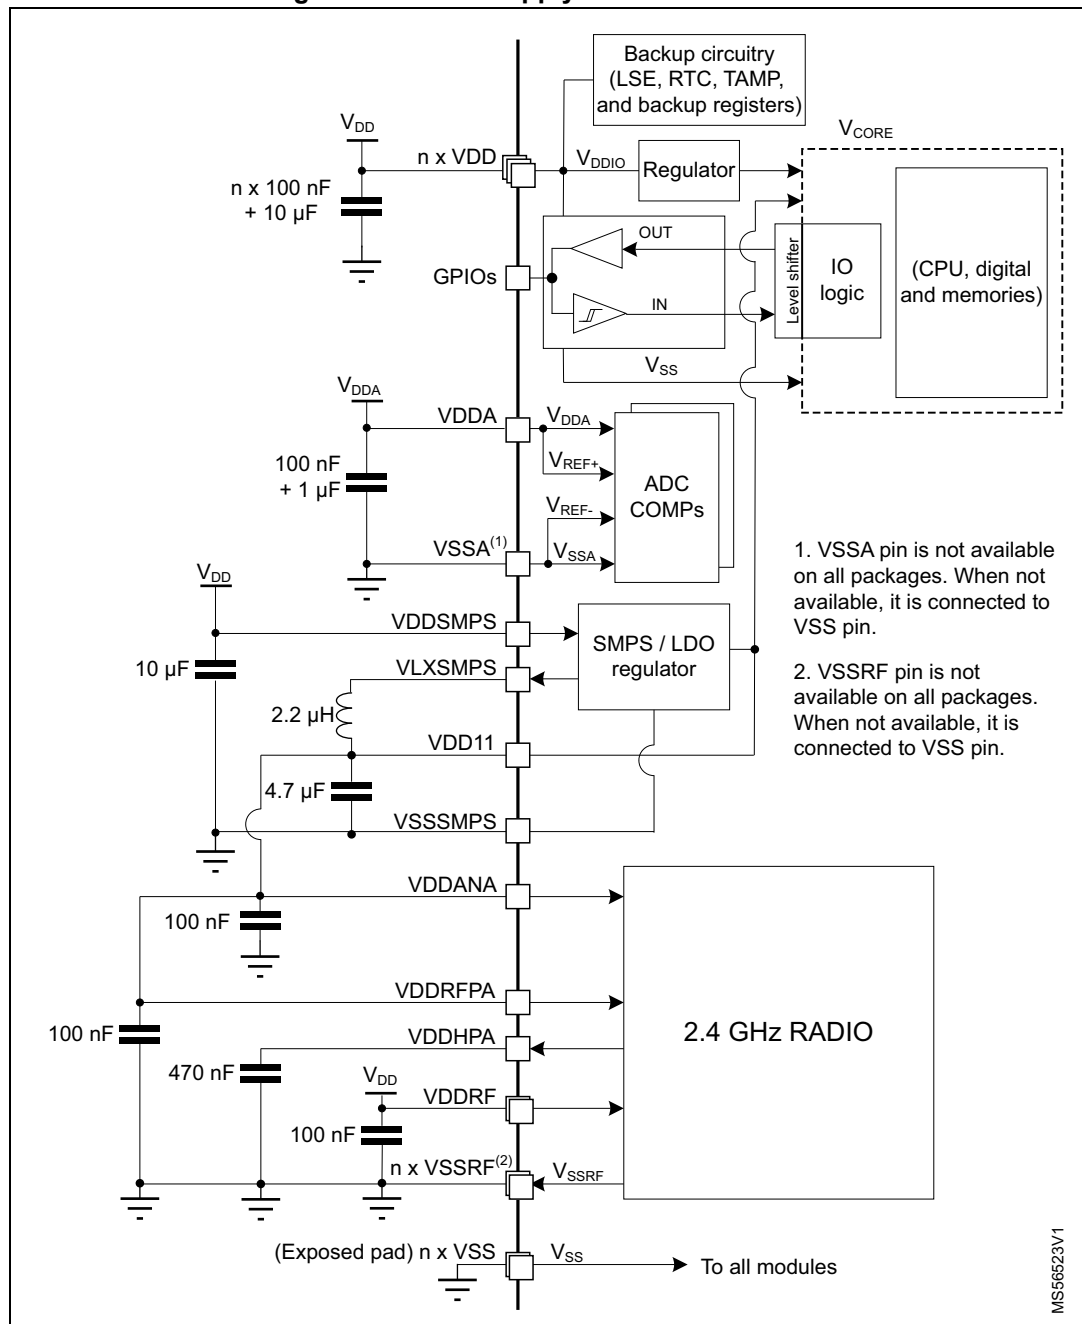 Backup circuitry
(LSE, RTC, TAMP,
and backup registers)
VDD
n x VDD
n x 100 nF
+ 10 µF
VDDIO
Regulator
VCORE
OUT
GPIOs
IN
Level shifter
IO
logic
(CPU, digital
and memories)
VSS
VDDA
VDDA
VDDA
VREF+
100 nF
+ 1 µF
ADC
COMPs
VREF-
VSSA(1)
VSSA
1. VSSA pin is not available
on all packages. When not
available, it is connected to
VSS pin.
2. VSSRF pin is not
available on all packages.
When not available, it is
connected to VSS pin.
VDD
VDDSMPS
SMPS / LDO
regulator
10 µF
VLXSMPS
2.2 µH
VDD11
4.7 µF
VSSSMPS
VDDANA
100 nF
VDDRFPA
100 nF
VDDHPA
2.4 GHz RADIO
470 nF
VDD
VDDRF
100 nF
n x VSSRF(2)
VSSRF
(Exposed pad) n x VSS
VSS
To all modules
MS56523V1